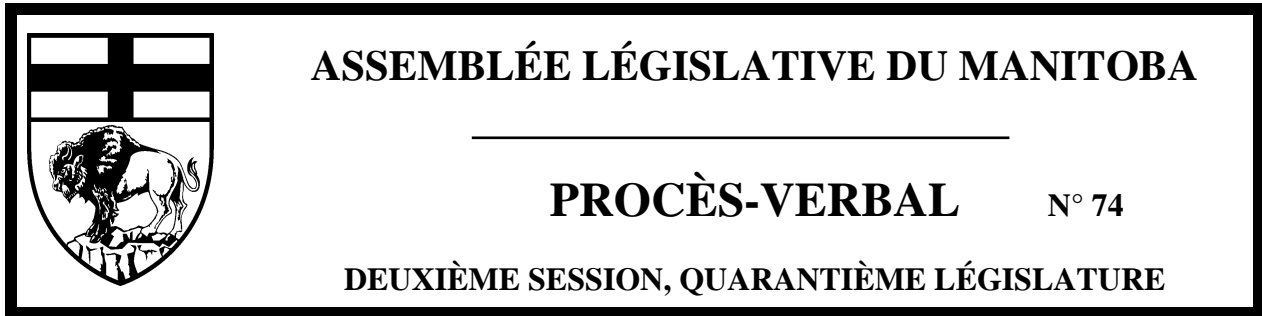 ASSEMBLÉE LÉGISLATIVE DU MANITOBA
PROCÈS-VERBAL N° 74
DEUXIÈME SESSION, QUARANTIÈME LÉGISLATURE